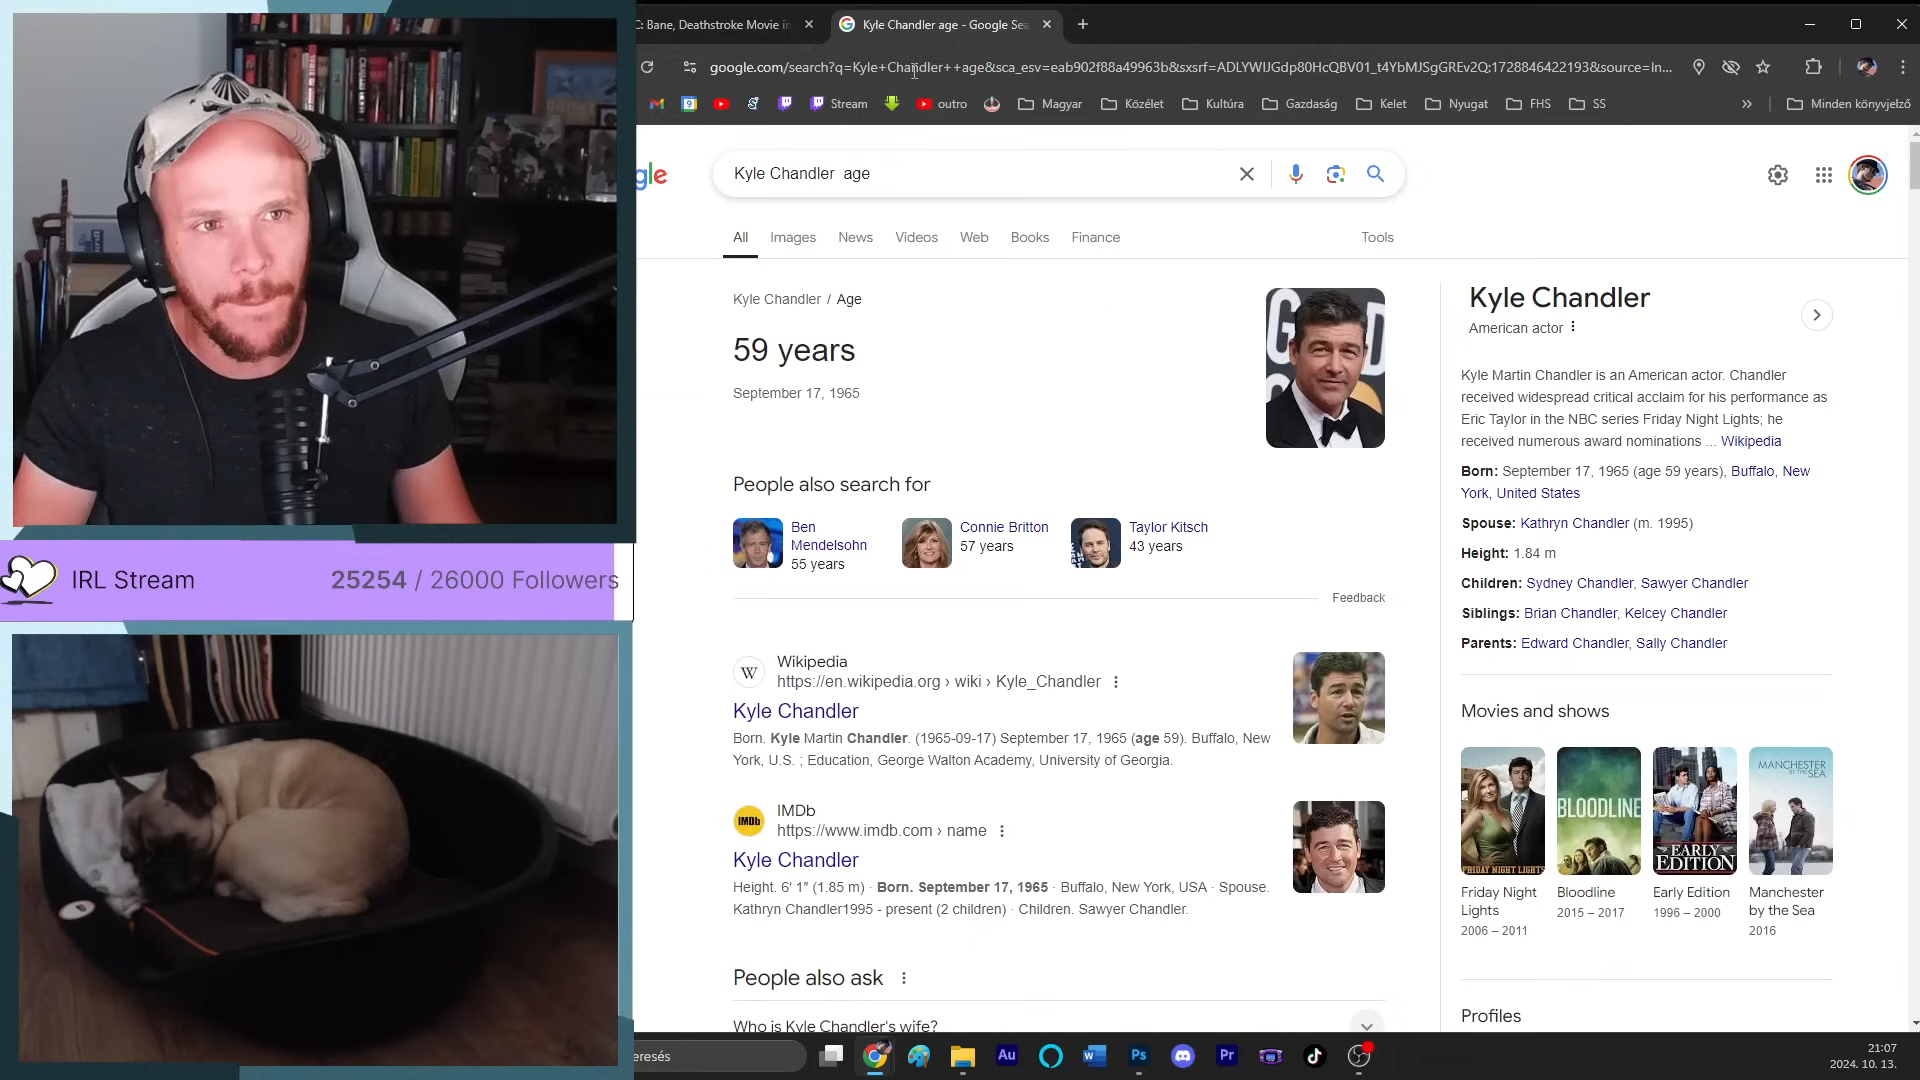 C: Bane, Deathstroke Movie in
Kyle Chandler age - Google Sea
google.com/search?q=Kyle+Chandler++age&sca_esv=eab902f88a49963b&sxsrf=ADLYWIJGdp80HcQBV01_t4YbMJSgGREv2Q:1728846422193&source=ln...
Stream
outro
Magyar
Közélet
Kultúra
Gazdaság
Kelet
Nyugat
FHS
SS
»
Minden könyvjelző
gle
Kyle Chandler age
All
Images
News
Videos
Web
Books
Finance
Tools
Kyle Chandler / Age
59 years
September 17, 1965
People also search for
Ben
Mendelsohn
55 years
Connie Britton
57 years
Taylor Kitsch
43 years
Feedback
Wikipedia
https://en.wikipedia.org › wiki › Kyle_Chandler
Kyle Chandler
Born. Kyle Martin Chandler. (1965-09-17) September 17, 1965 (age 59). Buffalo, New
York, U.S. ; Education, George Walton Academy, University of Georgia.
IMDb
https://www.imdb.com › name
Kyle Chandler
Height. 6′ 1″ (1.85 m) · Born. September 17, 1965 · Buffalo, New York, USA · Spouse.
Kathryn Chandler1995 - present (2 children) · Children. Sawyer Chandler.
People also ask
Who is Kyle Chandler's wife?
Kyle Chandler
American actor
Kyle Martin Chandler is an American actor. Chandler
received widespread critical acclaim for his performance as
Eric Taylor in the NBC series Friday Night Lights; he
received numerous award nominations ... Wikipedia
Born: September 17, 1965 (age 59 years), Buffalo, New
York, United States
Spouse: Kathryn Chandler (m. 1995)
Height: 1.84 m
Children: Sydney Chandler, Sawyer Chandler
Siblings: Brian Chandler, Kelcey Chandler
Parents: Edward Chandler, Sally Chandler
Movies and shows
FRIDAY NIGHT LIGHTS
BLOODLINE
EARLY
EDITION
MANCHESTER
BY THE SEA
Friday Night
Lights
2006 – 2011
Bloodline
2015 – 2017
Early Edition
1996 – 2000
Manchester
by the Sea
2016
Profiles
IRL Stream
25254 / 26000 Followers
eresés
Au
Ps
Pr
21:07
2024. 10. 13.